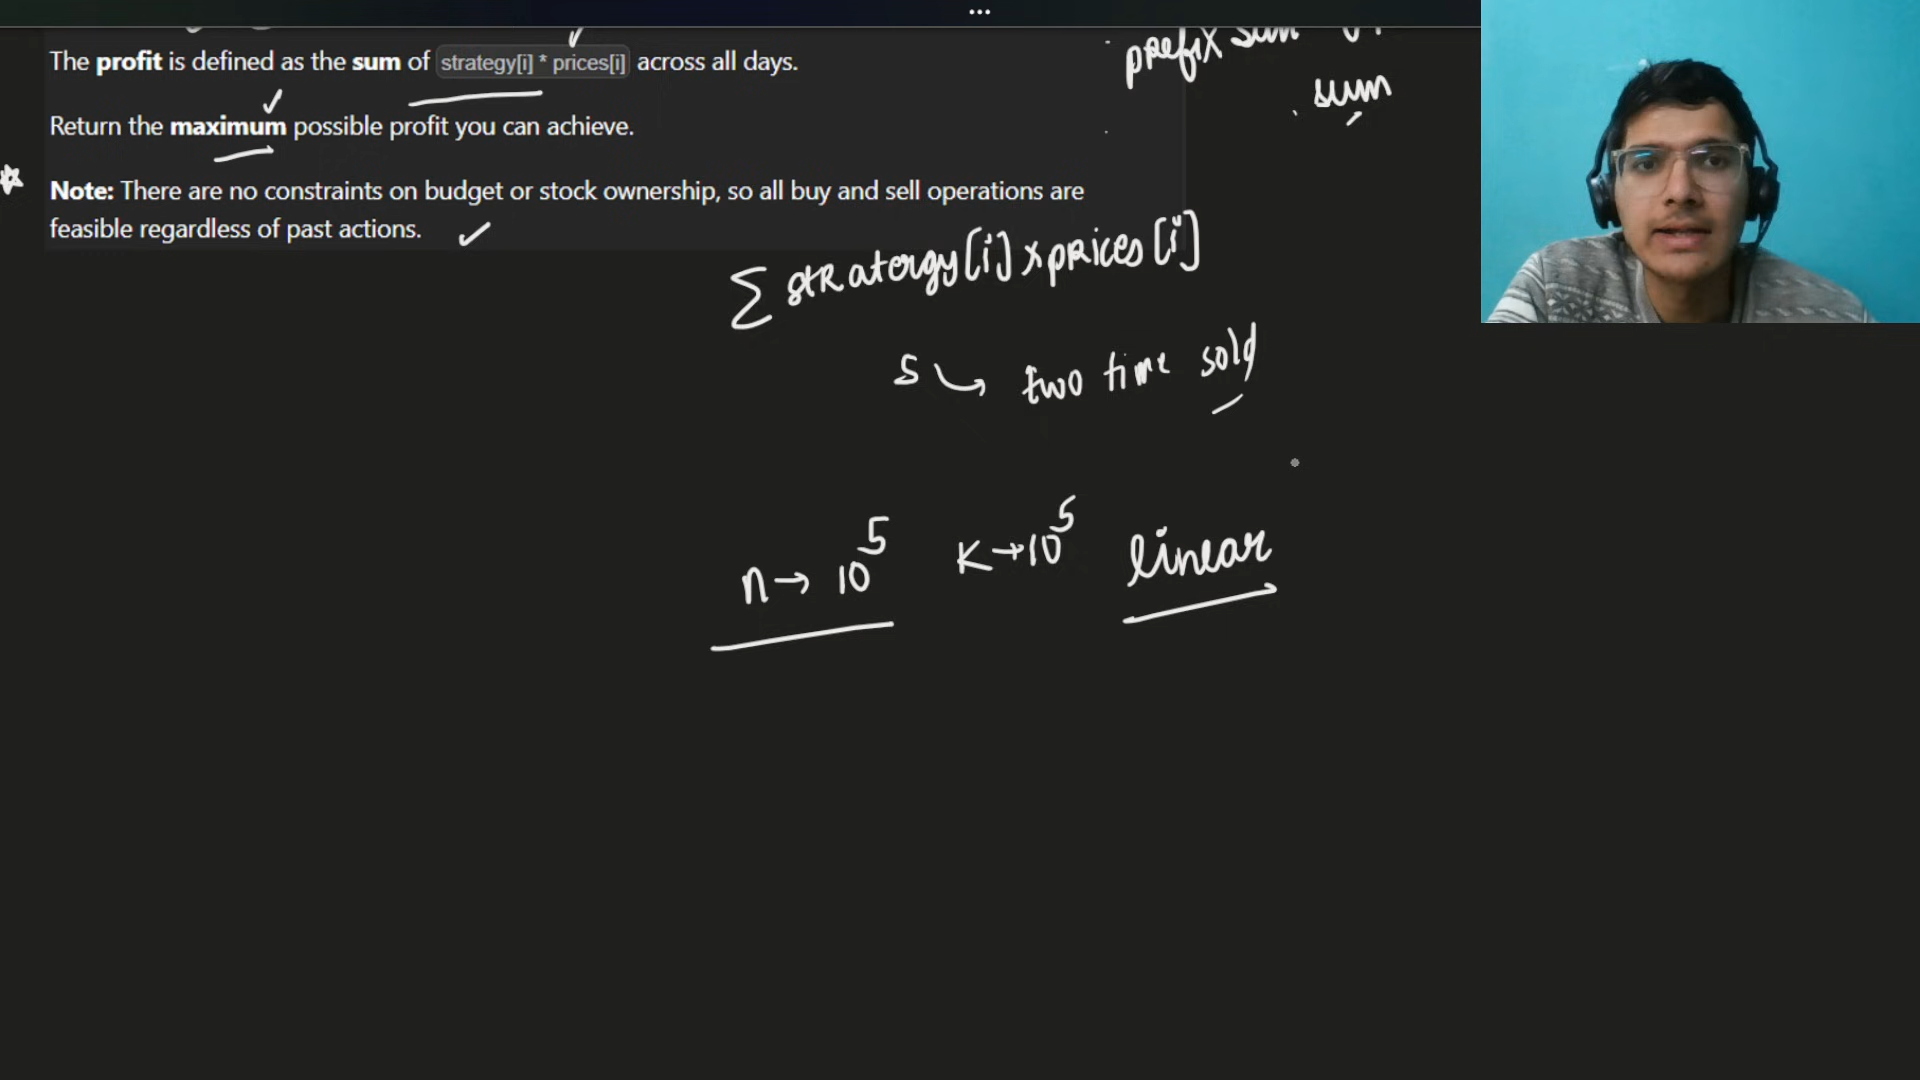 ...
The profit is defined as the sum of strategy[i] * prices[i] across all days.
prefix sum
sum
Return the maximum possible profit you can achieve.
Note: There are no constraints on budget or stock ownership, so all buy and sell operations are
feasible regardless of past actions.
∑ stratergy[i] x prices[i]
s → two time sold
n → 10^5 K → 10^5 linear